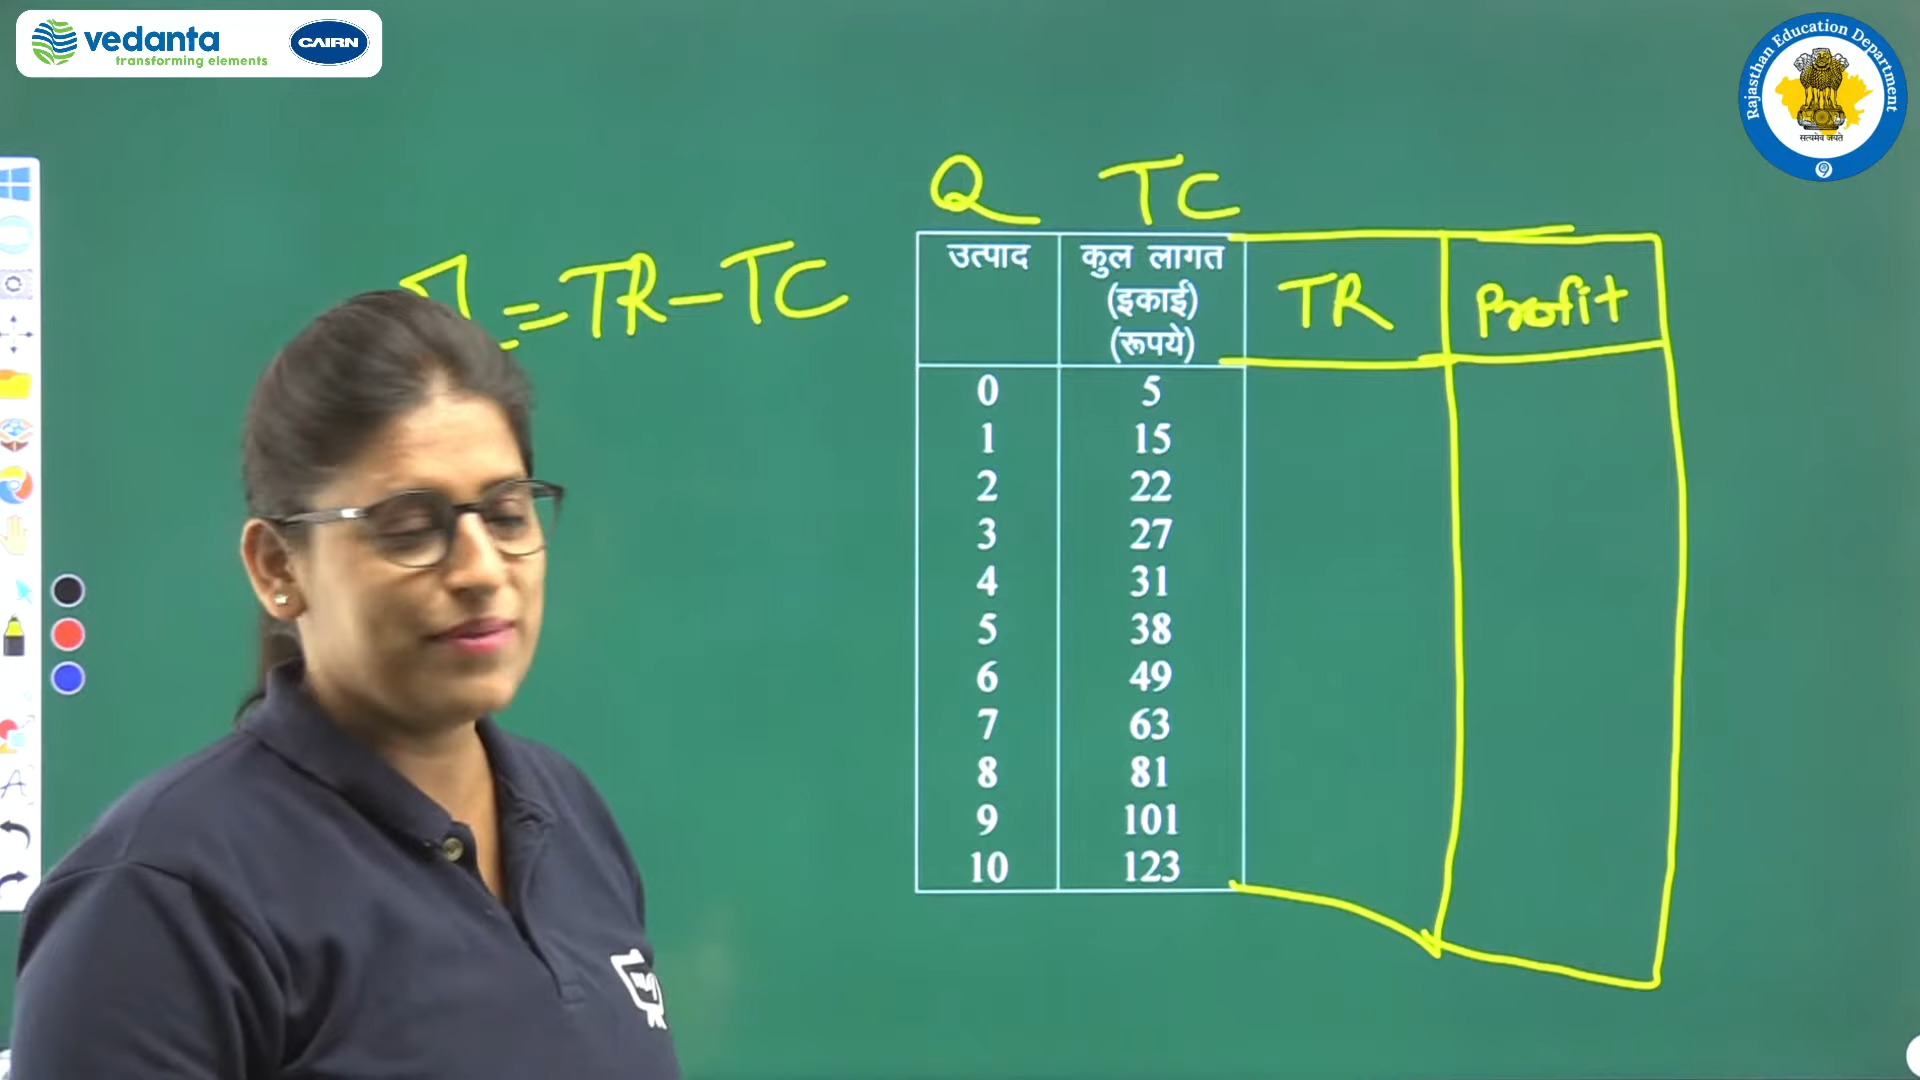 vedanta
transforming elements
CAIRN
Rajasthan Education Department
सत्यमेव जयते
Q TC
= TR - TC
उत्पाद कुल लागत (इकाई) (रूपये) TR Profit
0 5
1 15
2 22
3 27
4 31
5 38
6 49
7 63
8 81
9 101
10 123